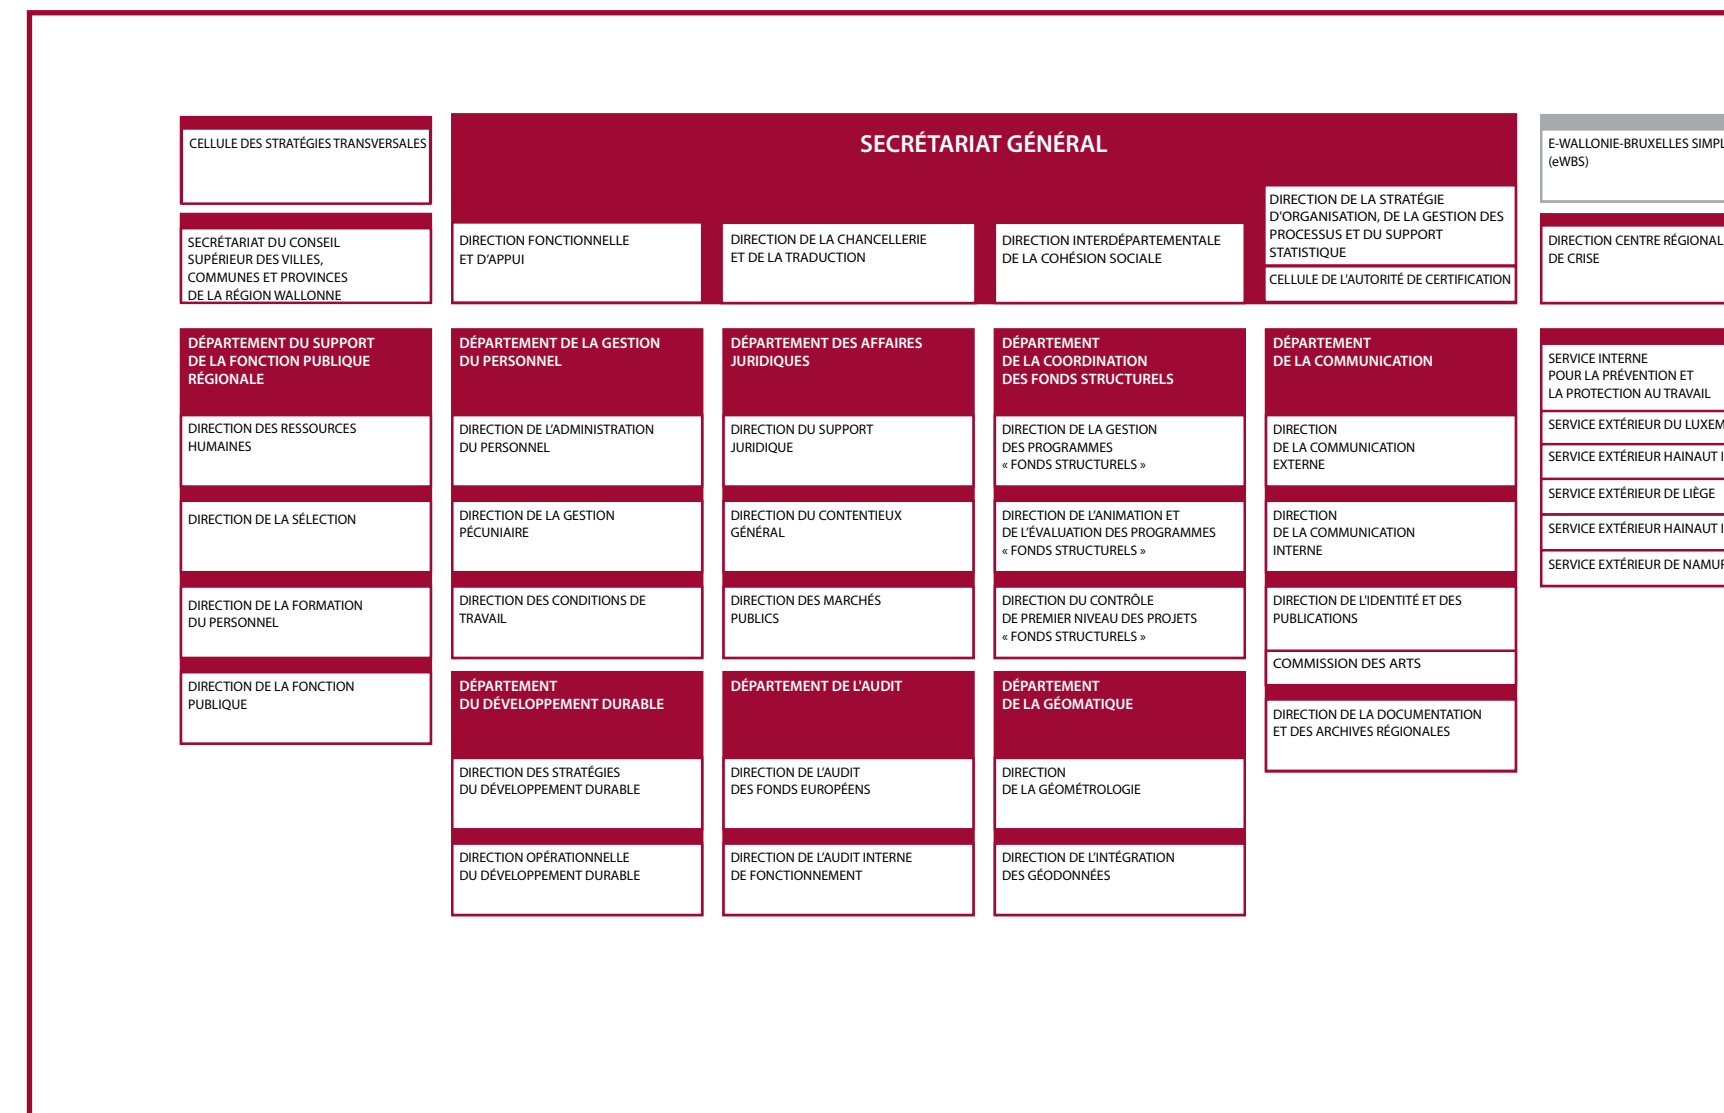 CELLULE DES STRATÉGIES TRANSVERSALES
SECRÉTARIAT DU CONSEIL
SUPÉRIEUR DES VILLES,
COMMUNES ET PROVINCES
DE LA RÉGION WALLONNE
SECRÉTARIAT GÉNÉRAL
DIRECTION FONCTIONNELLE
ET D'APPUI
DIRECTION DE LA CHANCELLERIE
ET DE LA TRADUCTION
DIRECTION INTERDÉPARTEMENTALE
DE LA COHÉSION SOCIALE
DIRECTION DE LA STRATÉGIE
D'ORGANISATION, DE LA GESTION DES
PROCESSUS ET DU SUPPORT
STATISTIQUE
CELLULE DE L'AUTORITÉ DE CERTIFICATION
E-WALLONIE-BRUXELLES
(eWBS)
DIRECTION CENTRE RÉGIONAL
DE CRISE
DÉPARTEMENT DU SUPPORT
DE LA FONCTION PUBLIQUE
RÉGIONALE
DIRECTION DES RESSOURCES
HUMAINES
DIRECTION DE LA SÉLECTION
DIRECTION DE LA FORMATION
DU PERSONNEL
DIRECTION DE LA FONCTION
PUBLIQUE
DÉPARTEMENT DE LA GESTION
DU PERSONNEL
DIRECTION DE L'ADMINISTRATION
DU PERSONNEL
DIRECTION DE LA GESTION
PÉCUNIAIRE
DIRECTION DES CONDITIONS DE
TRAVAIL
DÉPARTEMENT
DU DÉVELOPPEMENT DURABLE
DIRECTION DES STRATÉGIES
DU DÉVELOPPEMENT DURABLE
DIRECTION OPÉRATIONNELLE
DU DÉVELOPPEMENT DURABLE
DÉPARTEMENT DES AFFAIRES
JURIDIQUES
DIRECTION DU SUPPORT
JURIDIQUE
DIRECTION DU CONTENTIEUX
GÉNÉRAL
DIRECTION DES MARCHÉS
PUBLICS
DÉPARTEMENT DE L'AUDIT
DIRECTION DE L'AUDIT
DES FONDS EUROPÉENS
DIRECTION DE L'AUDIT INTERNE
DE FONCTIONNEMENT
DÉPARTEMENT
DE LA COORDINATION
DES FONDS STRUCTURELS
DIRECTION DE LA GESTION
DES PROGRAMMES
« FONDS STRUCTURELS »
DIRECTION DE L'ANIMATION ET
DE L'ÉVALUATION DES PROGRAMMES
« FONDS STRUCTURELS »
DIRECTION DU CONTRÔLE
DE PREMIER NIVEAU DES PROJETS
« FONDS STRUCTURELS »
DÉPARTEMENT
DE LA GÉOMATIQUE
DIRECTION
DE LA GÉOMÉTROLOGIE
DIRECTION DE L'INTÉGRATION
DES GÉODONNÉES
DÉPARTEMENT
DE LA COMMUNICATION
DIRECTION
DE LA COMMUNICATION
EXTERNE
DIRECTION
DE LA COMMUNICATION
INTERNE
DIRECTION DE L'IDENTITÉ ET DES
PUBLICATIONS
COMMISSION DES ARTS
DIRECTION DE LA DOCUMENTATION
ET DES ARCHIVES RÉGIONALES
SERVICE INTERNE
POUR LA PRÉVENTION ET
LA PROTECTION AU TRAVAIL
SERVICE EXTÉRIEUR DU
SERVICE EXTÉRIEUR HAINAUT
SERVICE EXTÉRIEUR DE LIÈGE
SERVICE EXTÉRIEUR HAINAUT
SERVICE EXTÉRIEUR DE